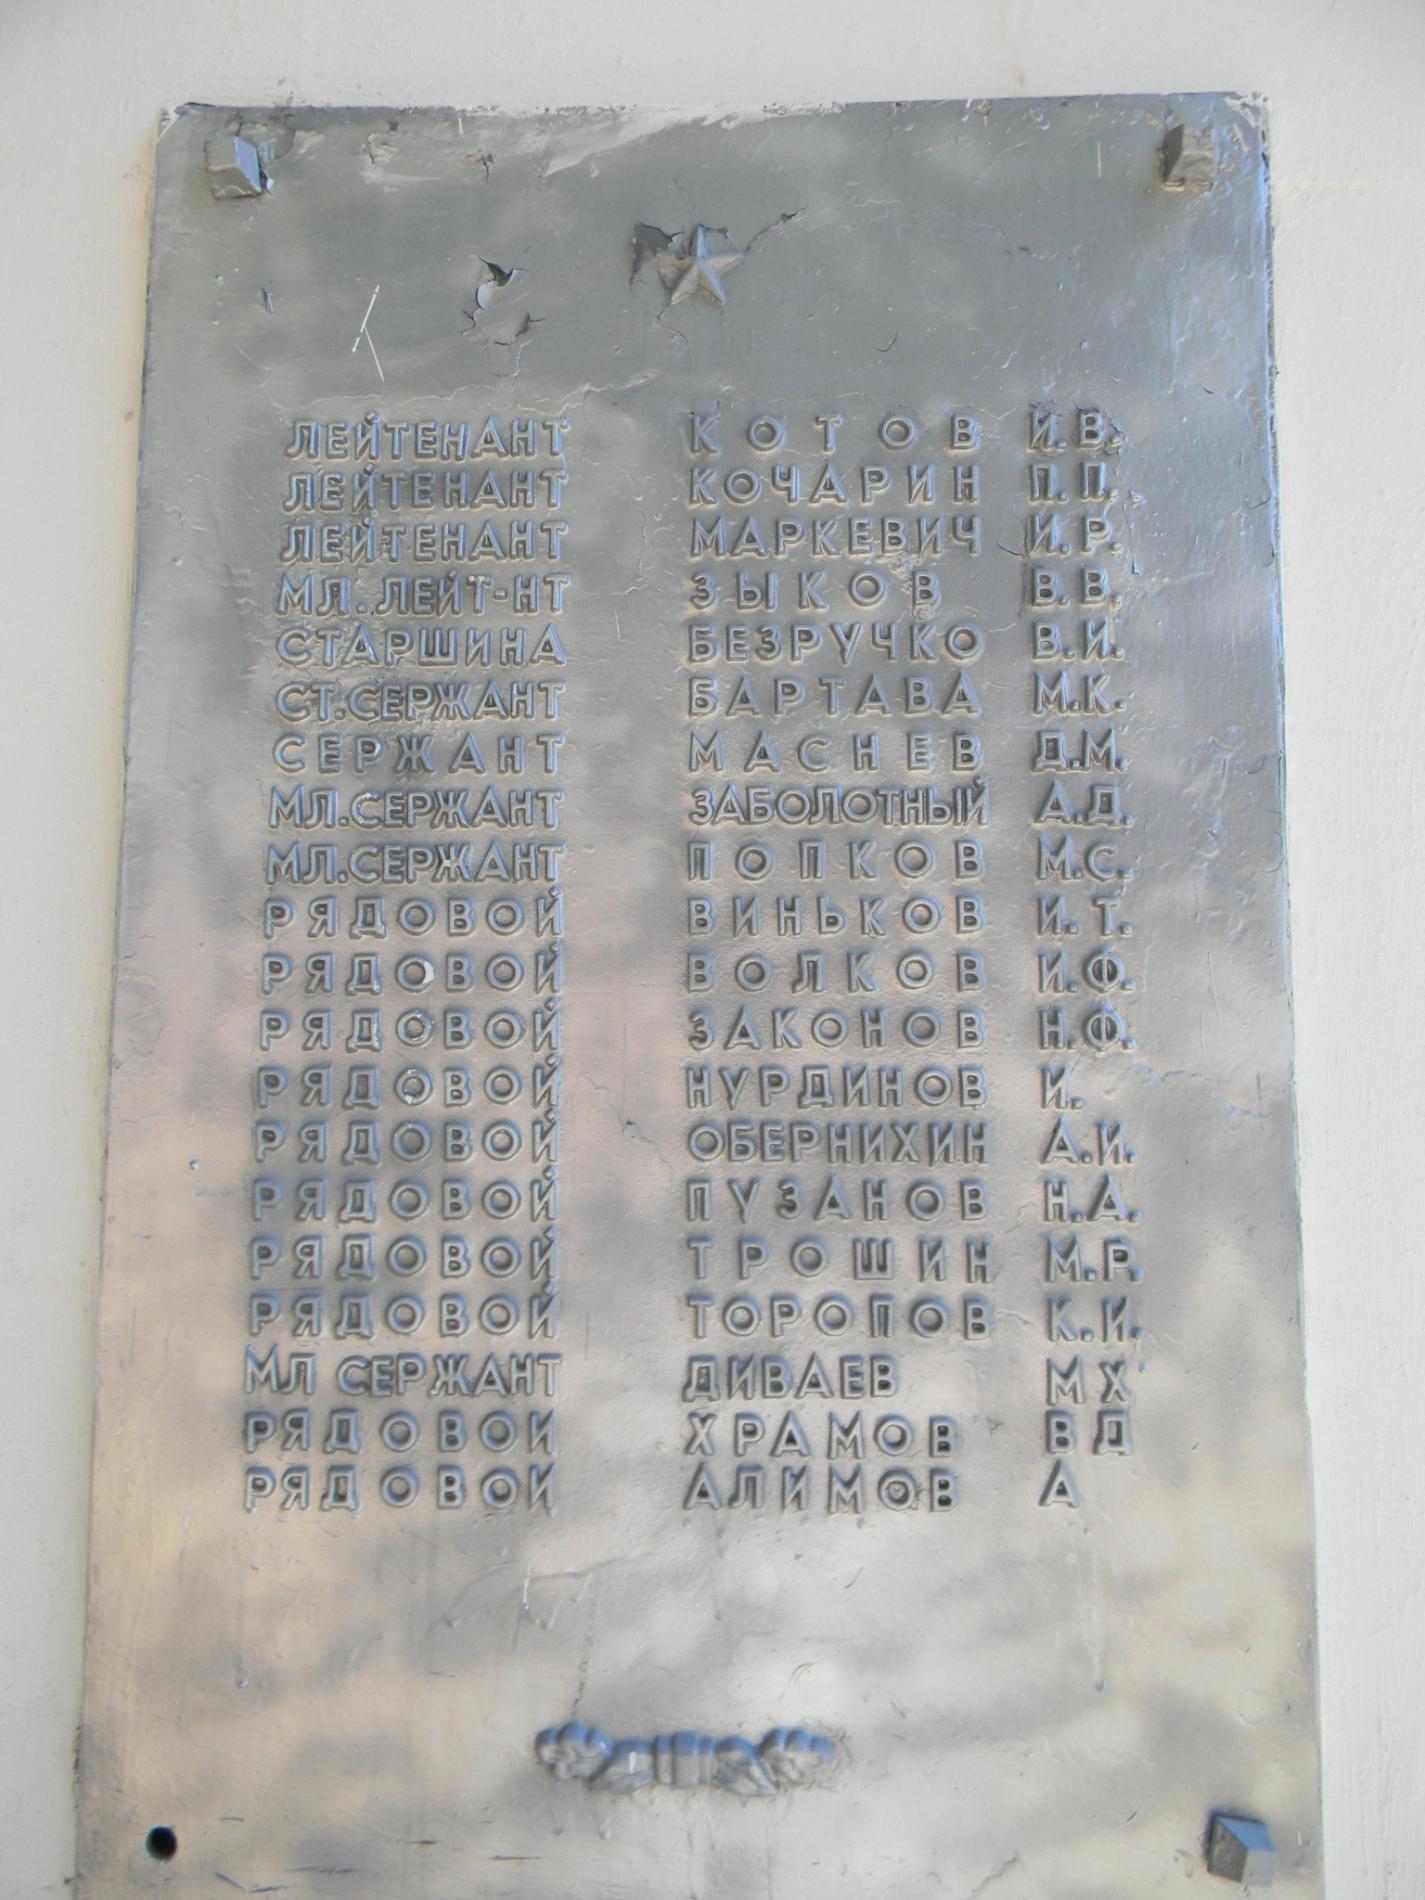 ЛЕЙТЕНАНТ КОТОВ И.В.
ЛЕЙТЕНАНТ КОЧАРИН П.П.
ЛЕЙТЕНАНТ МАРКЕВИЧ И.Р.
МЛ.ЛЕЙТ-НТ ЗЫКОВ В.В.
СТАРШИНА БЕЗРУЧКО В.И.
СТ.СЕРЖАНТ БАРТАВА М.К.
СЕРЖАНТ МАСНЕВ Д.М.
МЛ.СЕРЖАНТ ЗАБОЛОТНЫЙ А.Д.
МЛ.СЕРЖАНТ ПОПКОВ М.С.
РЯДОВОЙ ВИНЬКОВ И.Т.
РЯДОВОЙ ВОЛКОВ И.Ф.
РЯДОВОЙ ЗАКОНОВ Н.Ф.
РЯДОВОЙ НУРДИНОВ И.
РЯДОВОЙ ОБЕРНИХИН А.И.
РЯДОВОЙ ПУЗАНОВ Н.А.
РЯДОВОЙ ТРОШИН М.Р.
РЯДОВОЙ ТОРОПОВ К.И.
МЛ СЕРЖАНТ ДИВАЕВ М Х
РЯДОВОИ ХРАМОВ В Д
РЯДОВОИ АЛИМОВ А